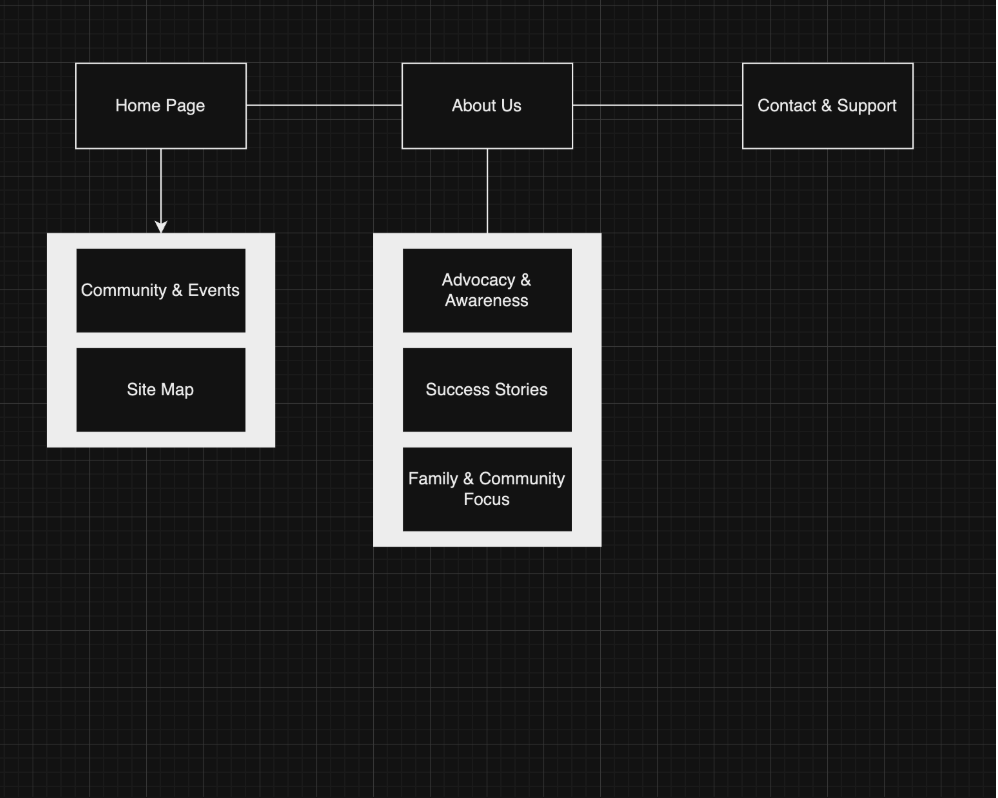 Home Page
About Us
Contact & Support
Community & Events
Site Map
Advocacy &
Awareness
Success Stories
Family & Community
Focus